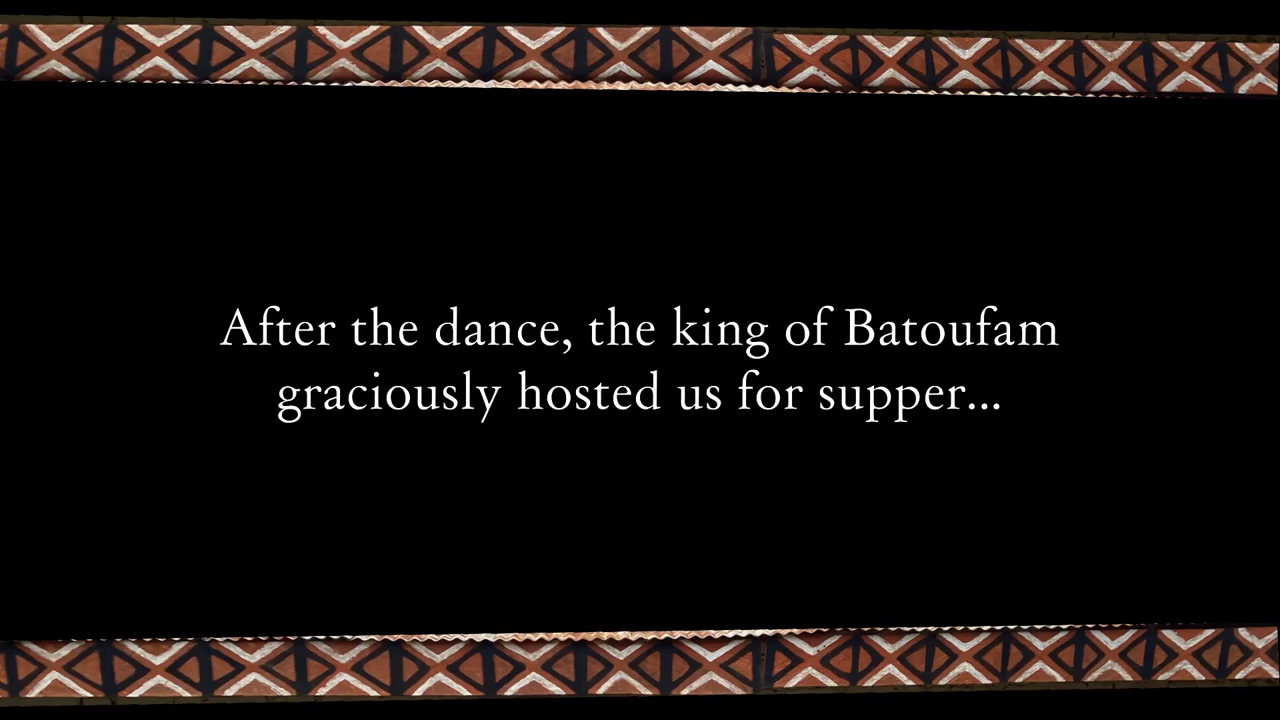 After the dance, the king of Batoufam
graciously hosted us for supper...